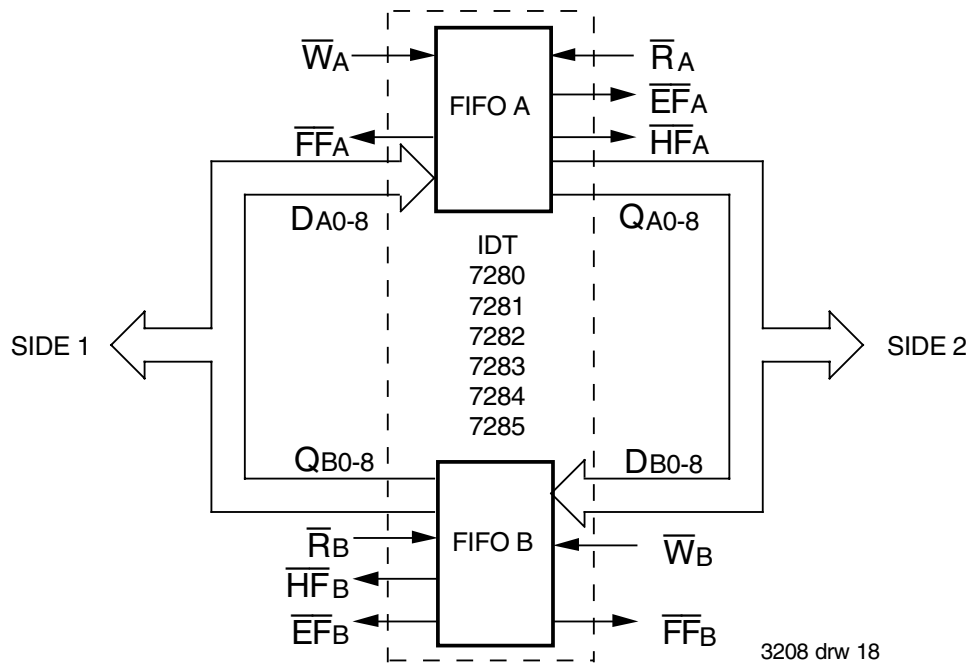 W̅A
R̅A
FIFO A
E̅F̅A
F̅F̅A
H̅F̅A
DA0-8
QA0-8
IDT
7280
7281
7282
7283
7284
7285
SIDE 1
SIDE 2
QB0-8
DB0-8
R̅B
FIFO B
W̅B
H̅F̅B
E̅F̅B
F̅F̅B
3208 drw 18